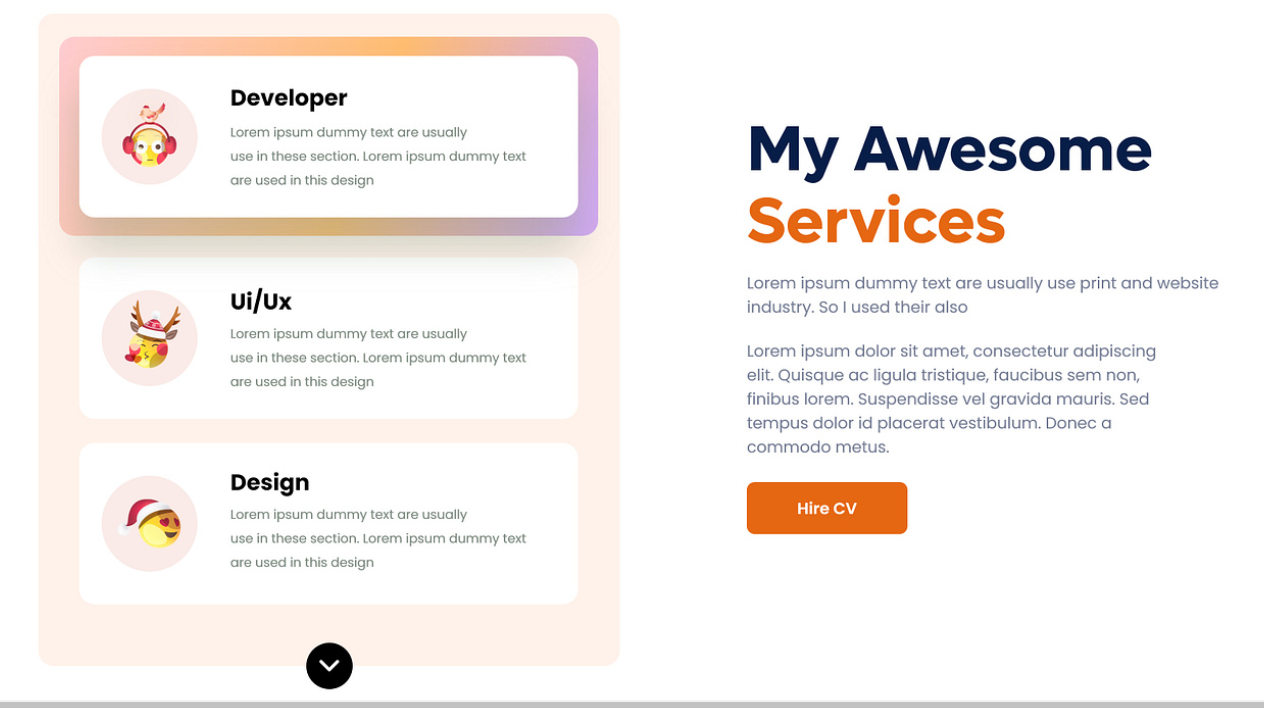 Developer
Lorem ipsum dummy text are usually
use in these section. Lorem ipsum dummy text
are used in this design
Ui/Ux
Lorem ipsum dummy text are usually
use in these section. Lorem ipsum dummy text
are used in this design
Design
Lorem ipsum dummy text are usually
use in these section. Lorem ipsum dummy text
are used in this design
My Awesome
Services
Lorem ipsum dummy text are usually use print and website
industry. So I used their also
Lorem ipsum dolor sit amet, consectetur adipiscing
elit. Quisque ac ligula tristique, faucibus sem non,
finibus lorem. Suspendisse vel gravida mauris. Sed
tempus dolor id placerat vestibulum. Donec a
commodo metus.
Hire CV